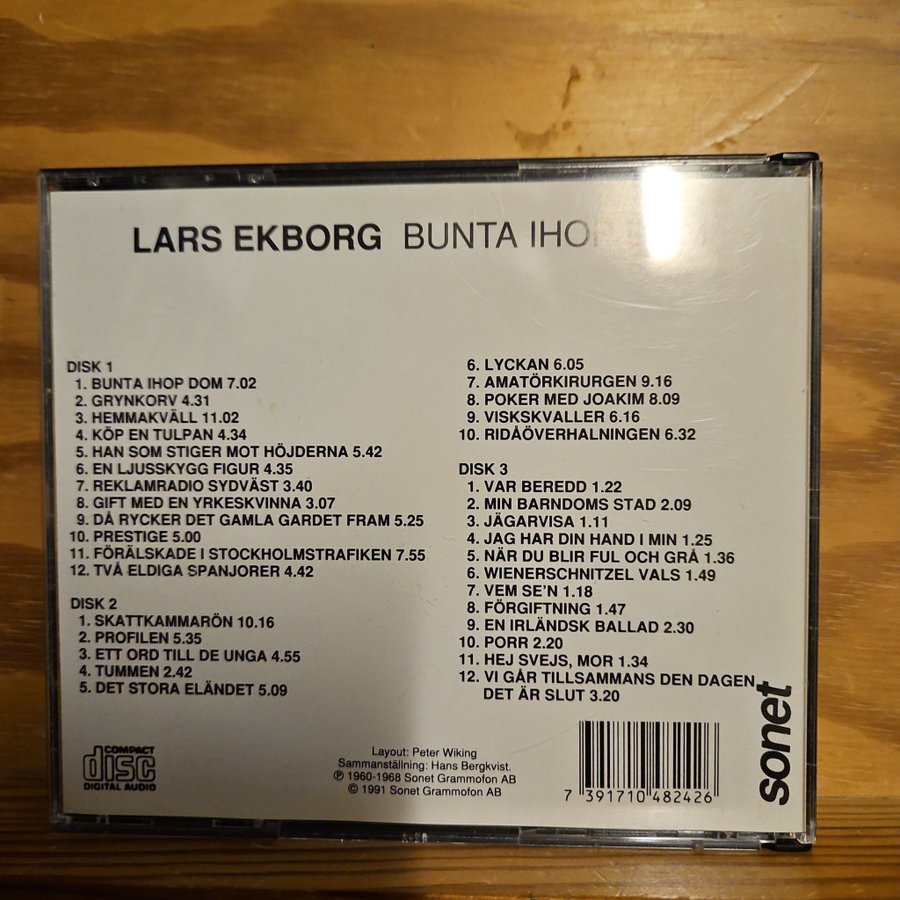 LARS EKBORG BUNTA IHOP
DISK 1
1. BUNTA IHOP DOM 7.02
2. GRYNKORV 4.31
3. HEMMAKVÄLL 11.02
4. KÖP EN TULPAN 4.34
5. HAN SOM STIGER MOT HÖJDERNA 5.42
6. EN LJUSSKYGG FIGUR 4.35
7. REKLAMRADIO SYDVÄST 3.40
8. GIFT MED EN YRKESKVINNA 3.07
9. DÅ RYCKER DET GAMLA GARDET FRAM 5.25
10. PRESTIGE 5.00
11. FÖRÄLSKADE I STOCKHOLMSTRAFIKEN 7.55
12. TVÅ ELDIGA SPANJORER 4.42
DISK 2
1. SKATTKAMMARÖN 10.16
2. PROFILEN 5.35
3. ETT ORD TILL DE UNGA 4.55
4. TUMMEN 2.42
5. DET STORA ELÄNDET 5.09
6. LYCKAN 6.05
7. AMATÖRKIRURGEN 9.16
8. POKER MED JOAKIM 8.09
9. VISKSKVALLER 6.16
10. RIDÅÖVERHALNINGEN 6.32
DISK 3
1. VAR BEREDD 1.22
2. MIN BARNDOMS STAD 2.09
3. JÄGARVISA 1.11
4. JAG HAR DIN HAND I MIN 1.25
5. NÄR DU BLIR FUL OCH GRÅ 1.36
6. WIENERSCHNITZEL VALS 1.49
7. VEM SE'N 1.18
8. FÖRGIFTNING 1.47
9. EN IRLÄNDSK BALLAD 2.30
10. PORR 2.20
11. HEJ SVEJS, MOR 1.34
12. VI GÅR TILLSAMMANS DEN DAGEN
DET ÄR SLUT 3.20
COMPACT
disc
DIGITAL AUDIO
Layout: Peter Wiking
Sammanställning: Hans Bergkvist.
℗ 1960-1968 Sonet Grammofon AB
© 1991 Sonet Grammofon AB
7 391710 482426
sonet